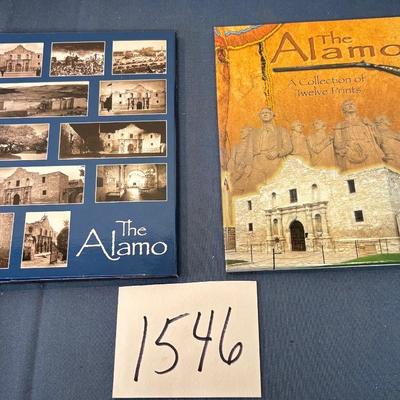 The
Alamo
The
Alamo
A Collection of
Twelve Prints
1546